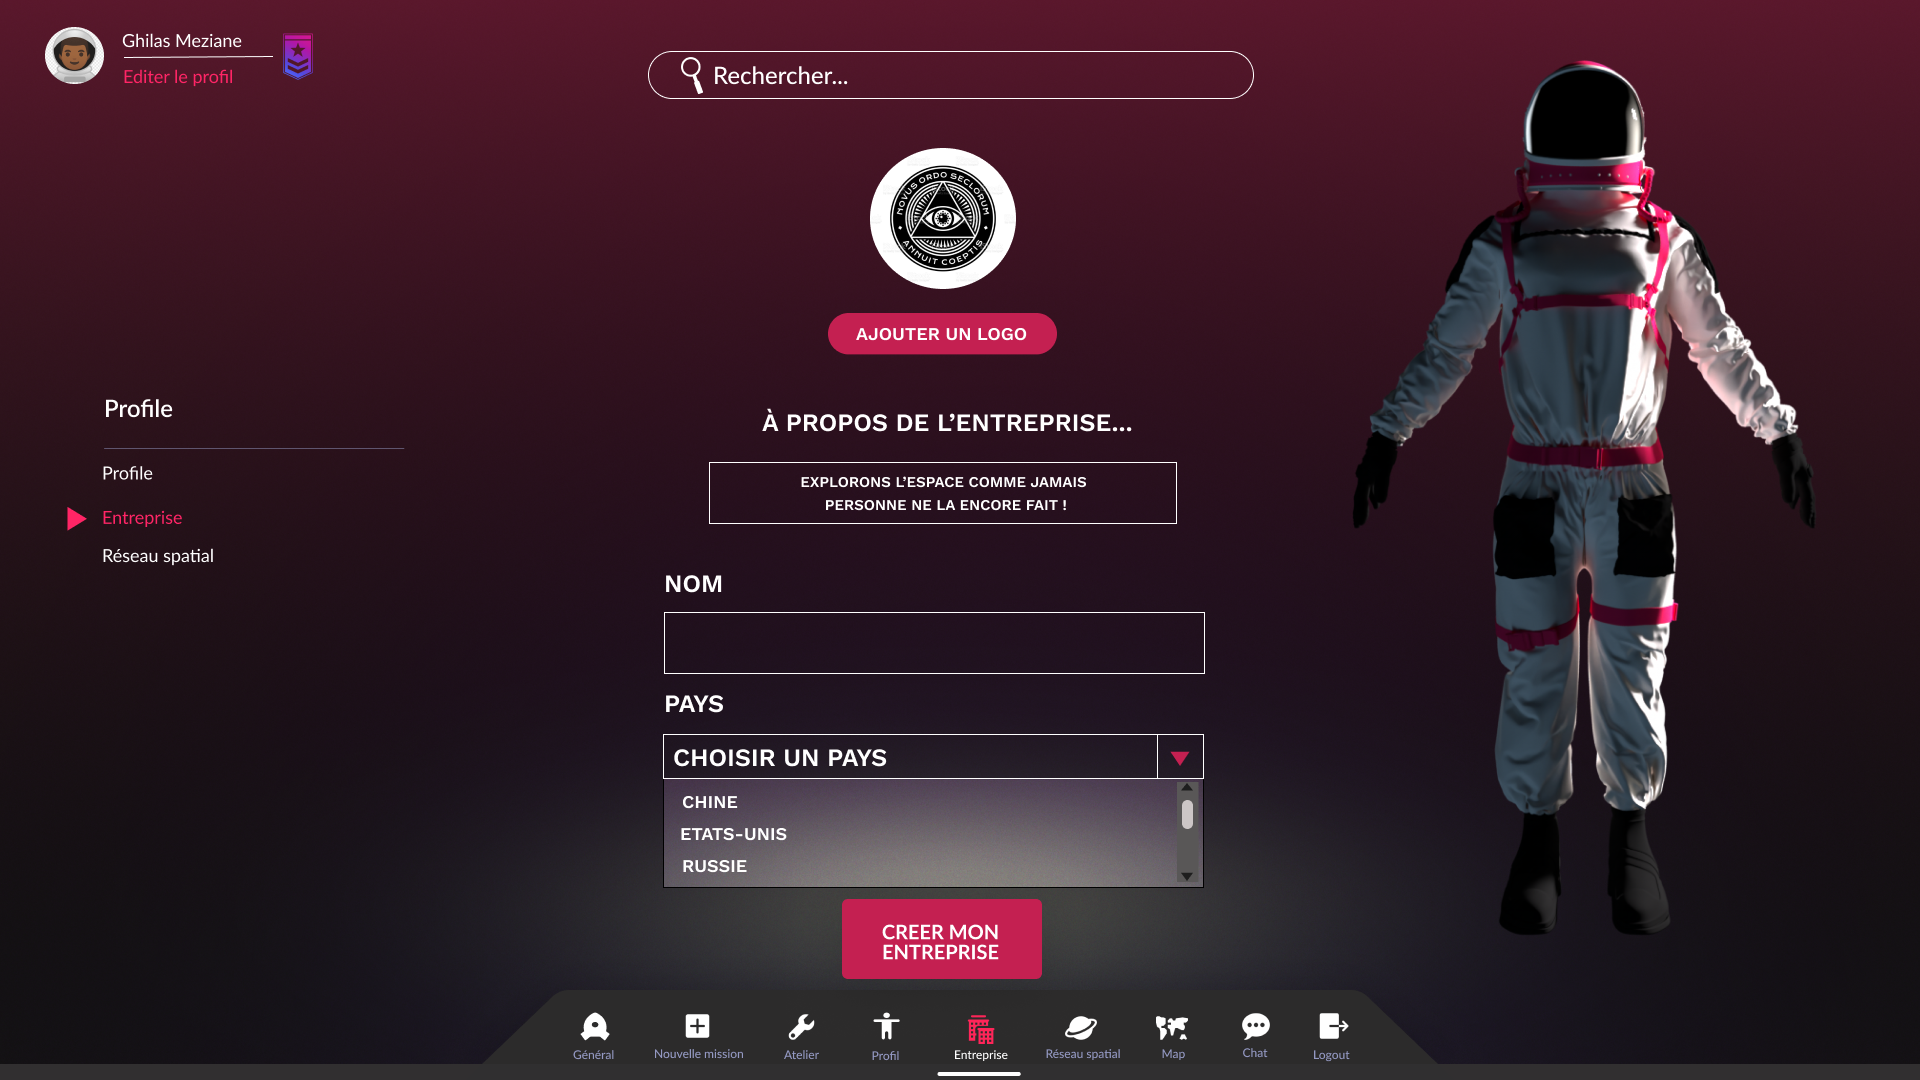 Ghilas Meziane
Editer le profil
Rechercher...
NOVUS ORDO SECLORUM
ANNUIT COEPTIS
AJOUTER UN LOGO
À PROPOS DE L’ENTREPRISE...
EXPLORONS L’ESPACE COMME JAMAIS
PERSONNE NE LA ENCORE FAIT !
Profile
Profile
Entreprise
Réseau spatial
NOM
PAYS
CHOISIR UN PAYS
CHINE
ETATS-UNIS
RUSSIE
CREER MON
ENTREPRISE
Général
Nouvelle mission
Atelier
Profil
Entreprise
Réseau spatial
Map
Chat
Logout